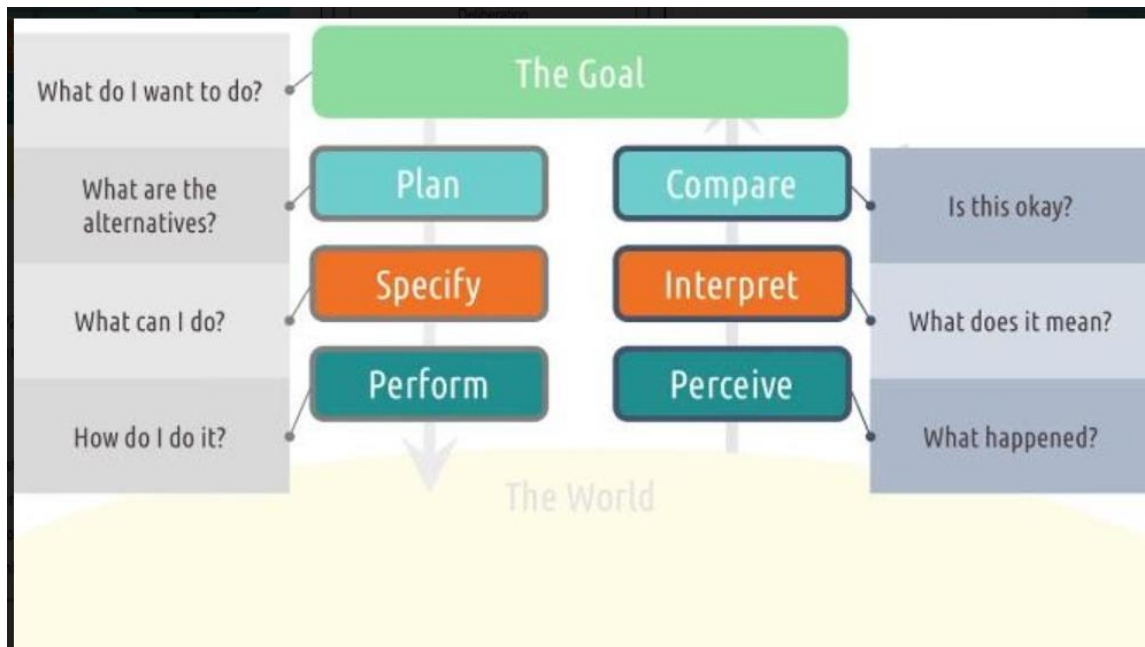 Deliberation
The Goal
What do I want to do?
What are the
alternatives?
What can I do?
How do I do it?
Plan
Specify
Perform
Compare
Interpret
Perceive
Is this okay?
What does it mean?
What happened?
The World